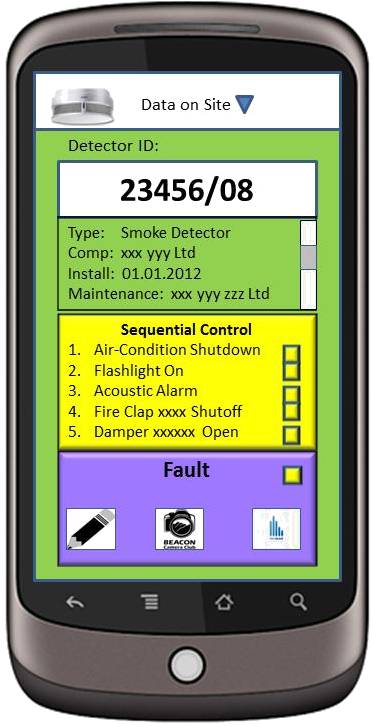 Data on Site
Detector ID:
23456/08
Type: Smoke Detector
Comp: xxx yyy Ltd
Install: 01.01.2012
Maintenance: xxx yyy zzz Ltd
Sequential Control
1. Air-Condition Shutdown
2. Flashlight On
3. Acoustic Alarm
4. Fire Clap xxxx Shutoff
5. Damper xxxxxx Open
Fault
BEACON
Camera Club